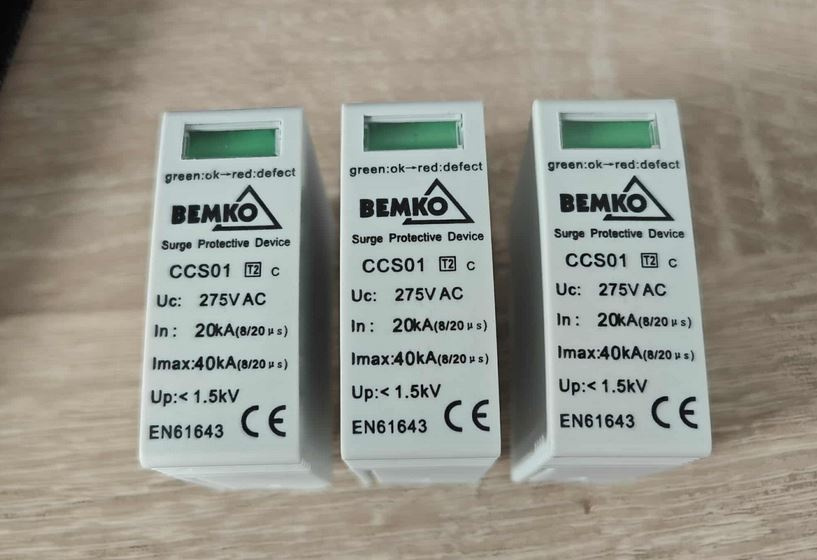 green:ok→red:defect
BEMKO
Surge Protective Device
CCS01 T2 C
Uc: 275V AC
In: 20kA(8/20μs)
Imax:40kA(8/20μs)
Up:< 1.5kV
EN61643 CE
green:ok→red:defect
BEMKO
Surge Protective Device
CCS01 T2 C
Uc: 275V AC
In: 20kA(8/20μs)
Imax:40kA(8/20μs)
Up:< 1.5kV
EN61643 CE
green:ok→red:defect
BEMKO
Surge Protective Device
CCS01 T2 C
Uc: 275V AC
In: 20kA(8/20μs)
Imax:40kA(8/20μs)
Up:< 1.5kV
EN61643 CE